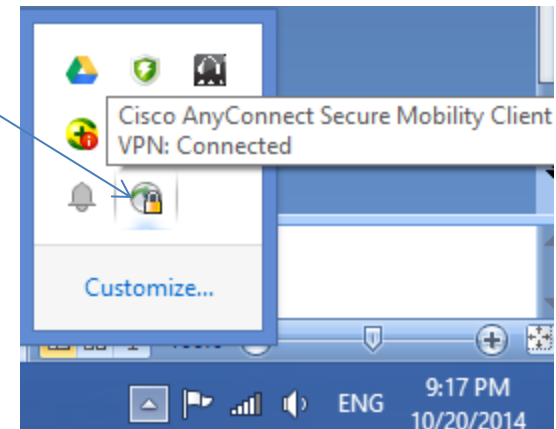 Cisco AnyConnect Secure Mobility Client
VPN: Connected
Customize...
ENG
9:17 PM
10/20/2014